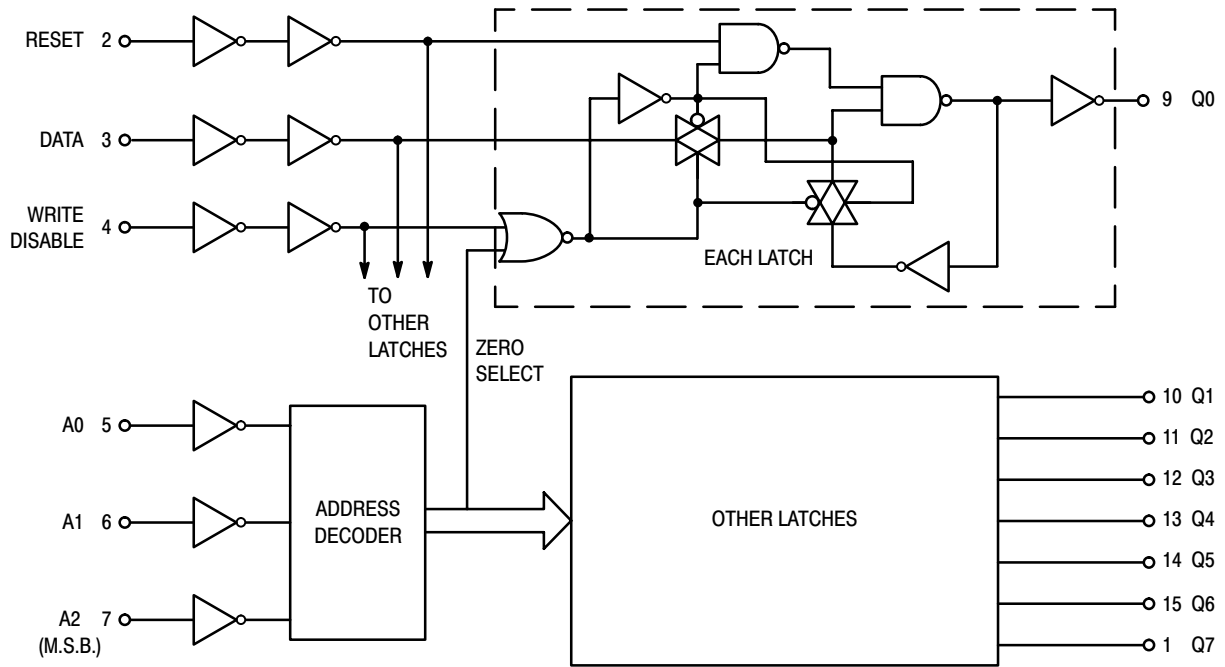 RESET 2
9 Q0
DATA 3
WRITE
DISABLE 4
EACH LATCH
TO
OTHER
LATCHES
ZERO
SELECT
A0 5
A1 6
A2 7
(M.S.B.)
ADDRESS
DECODER
OTHER LATCHES
10 Q1
11 Q2
12 Q3
13 Q4
14 Q5
15 Q6
1 Q7